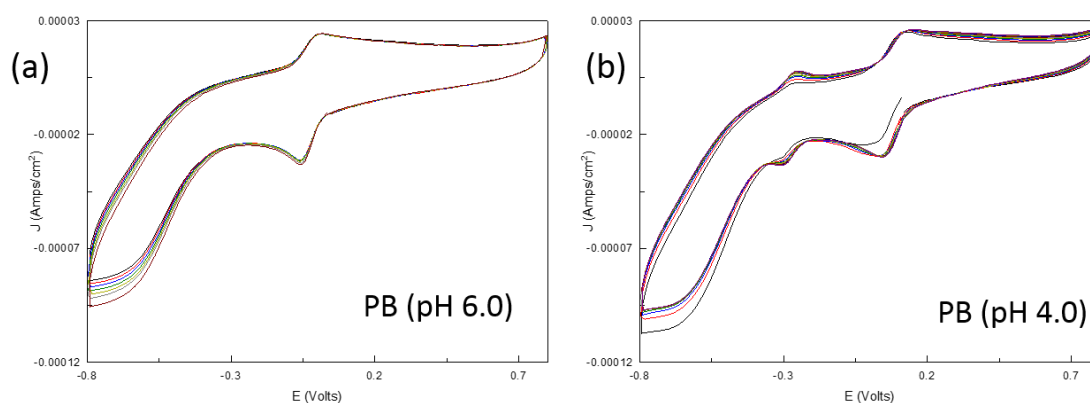 (a)
0.00003
-0.00002
-0.00007
-0.00012
J (Amps/cm²)
-0.8
-0.3
0.2
0.7
E (Volts)
PB (pH 6.0)
(b)
0.00003
-0.00002
-0.00007
-0.00012
J (Amps/cm²)
-0.8
-0.3
0.2
0.7
E (Volts)
PB (pH 4.0)